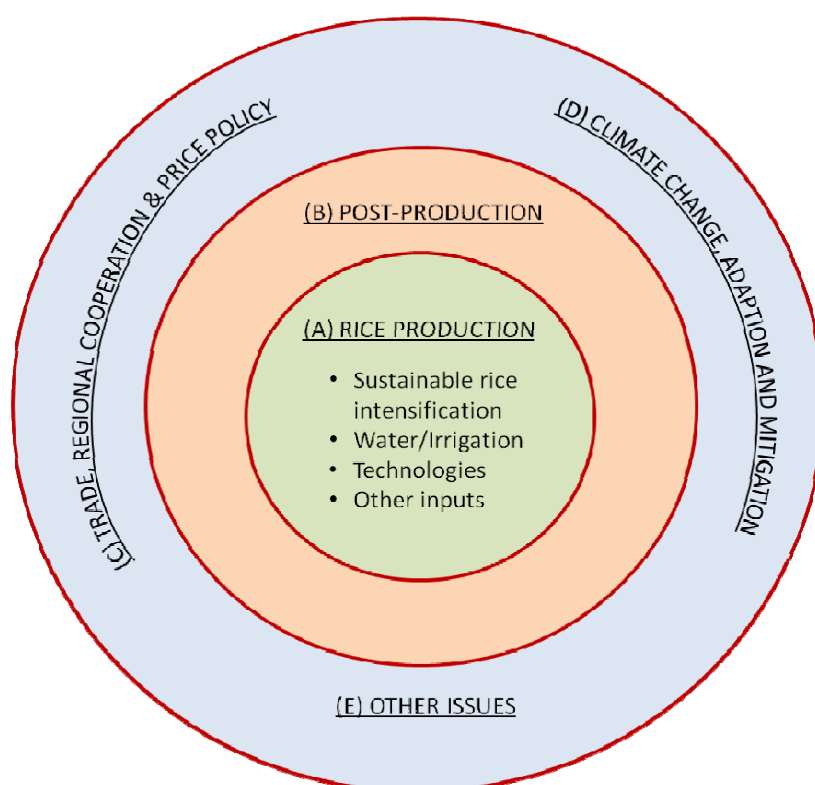 (C) TRADE, REGIONAL COOPERATION & PRICE POLICY
(D) CLIMATE CHANGE, ADAPTION AND MITIGATION
(B) POST-PRODUCTION
(A) RICE PRODUCTION
• Sustainable rice
intensification
• Water/Irrigation
• Technologies
• Other inputs
(E) OTHER ISSUES